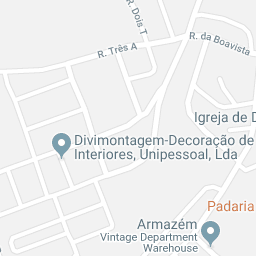 R. Dois T
R. da Boavista
R. Três A
Igreja de D
Divimontagem-Decoração de
Interiores, Unipessoal, Lda
Padaria
Armazém
Vintage Department
Warehouse